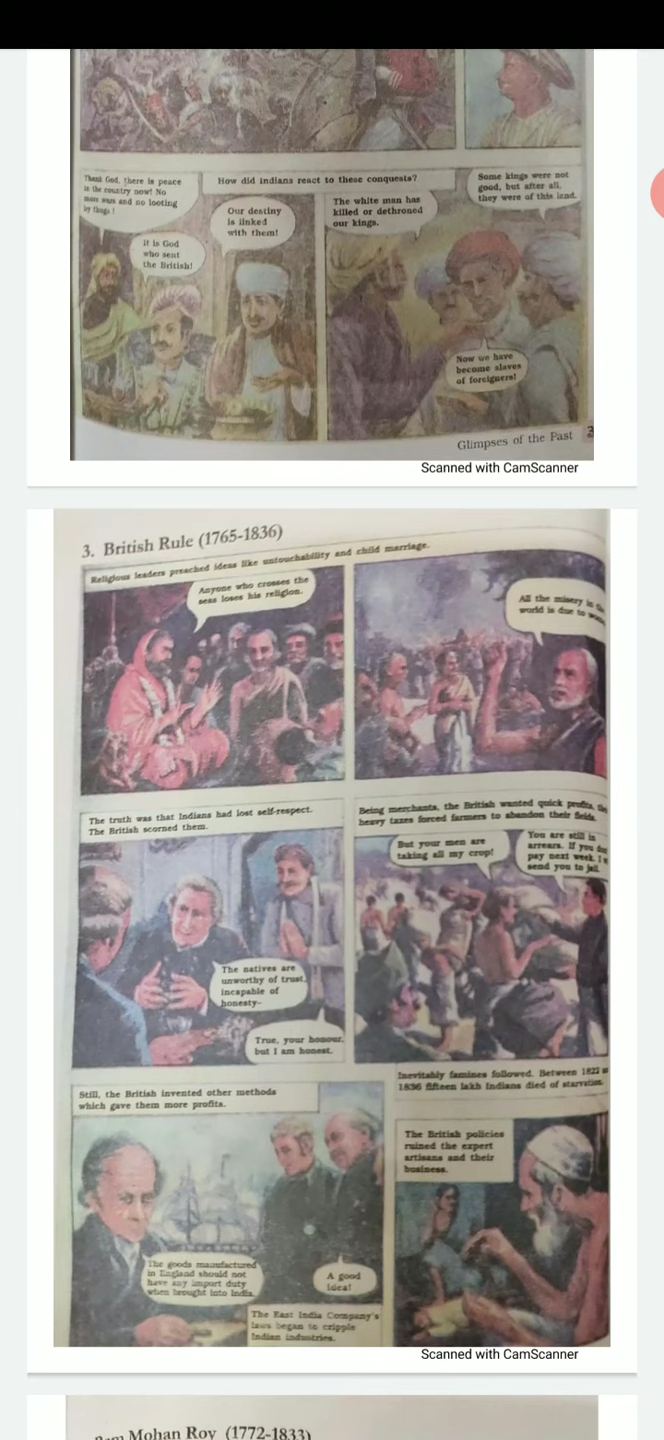 Thank God, there is peace
in the country now! No
more wars and no looting
by thugs!
How did Indians react to these conquests?
It is God
who sent
the British!
Our destiny
is linked
with them!
The white man has
killed or dethroned
our kings.
Some kings were not
good, but after all,
they were of this land.
Now we have
become slaves
of foreigners!
Glimpses of the Past
Scanned with CamScanner
3. British Rule (1765-1836)
Religious leaders preached ideas like untouchability and child marriage.
Anyone who crosses the
seas loses his religion.
All the misery in
world is due to
The truth was that Indians had lost self-respect.
The British scorned them.
The natives are
unworthy of trust,
incapable of
honesty-
True, your honour,
but I am honest.
Being merchants, the British wanted quick profits,
heavy taxes forced farmers to abandon their fields.
But your men are
taking all my crop!
You are still in
arrears. If you
pay next week, I
send you to jail.
Still, the British invented other methods
which gave them more profits.
The goods manufactured
in England should not
have any import duty
when brought into India.
A good
idea!
The East India Company's
laws began to cripple
Indian industries.
Inevitably famines followed. Between 1822
1836 fifteen lakh Indians died of starvation.
The British policies
ruined the expert
artisans and their
business.
Scanned with CamScanner
Mohan Roy (1772-1833)